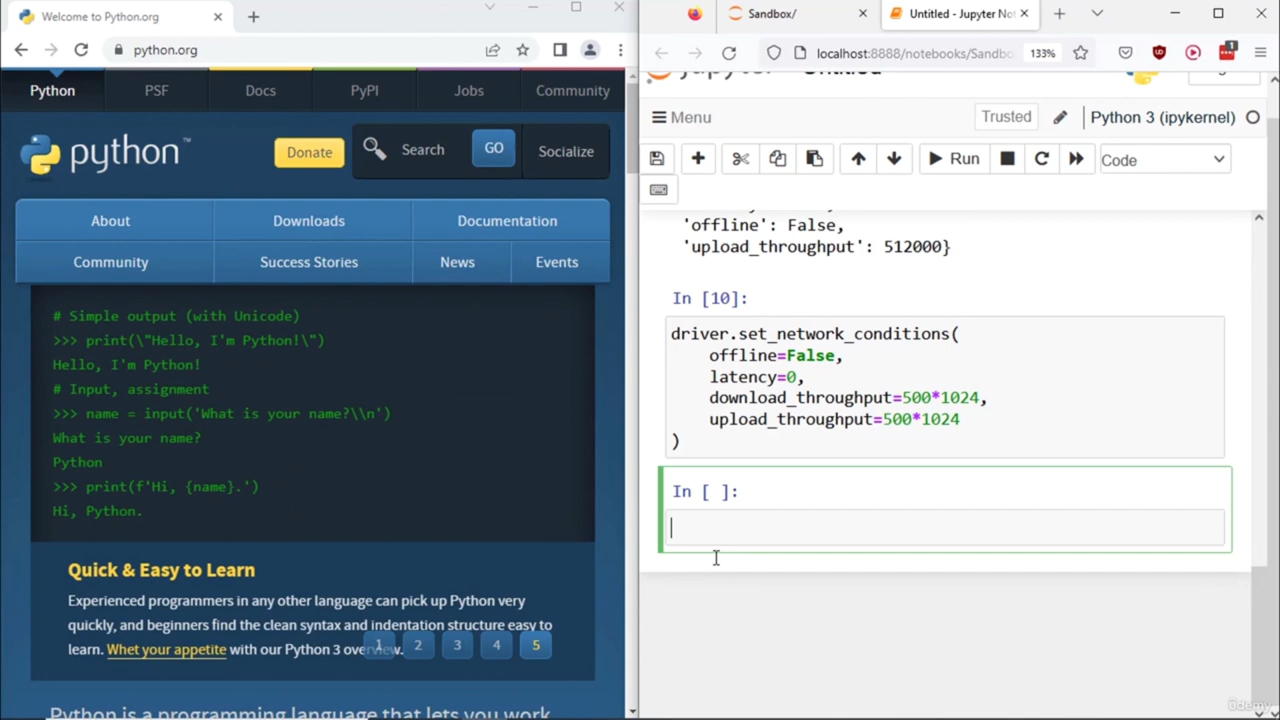 Welcome to Python.org
python.org
Python
PSF
Docs
PyPI
Jobs
Community
python™
Donate
Search
GO
Socialize
About
Downloads
Documentation
Community
Success Stories
News
Events
# Simple output (with Unicode)
>>> print(\"Hello, I'm Python!\")
Hello, I'm Python!
# Input, assignment
>>> name = input('What is your name?\\n')
What is your name?
Python
>>> print(f'Hi, {name}.')
Hi, Python.
Quick & Easy to Learn
Experienced programmers in any other language can pick up Python very
quickly, and beginners find the clean syntax and indentation structure easy to
learn. Whet your appetite with our Python 3 overview.
1 2 3 4 5
Python is a programming language that lets you work
Sandbox/
Untitled - Jupyter Not
localhost:8888/notebooks/Sandbo
133%
1
jupyter Untitled
Menu
Trusted
Python 3 (ipykernel)
Run
Code
'offline': False,
'upload_throughput': 512000}
In [10]:
driver.set_network_conditions(
    offline=False,
    latency=0,
    download_throughput=500*1024,
    upload_throughput=500*1024
)
In [ ]:
ûdemy